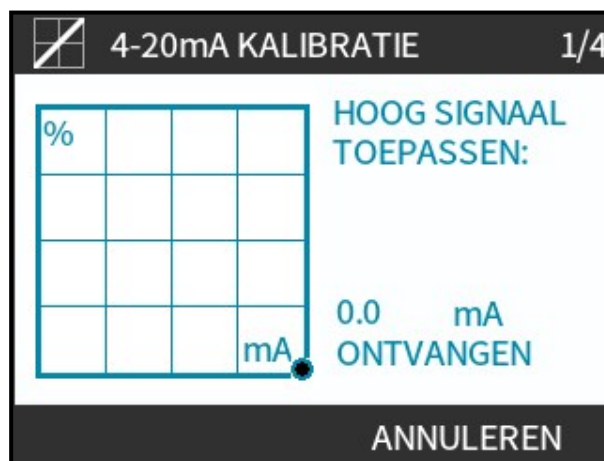 4-20mA KALIBRATIE 1/4
%
HOOG SIGNAAL
TOEPASSEN:
0.0 mA
mA
ONTVANGEN
ANNULEREN